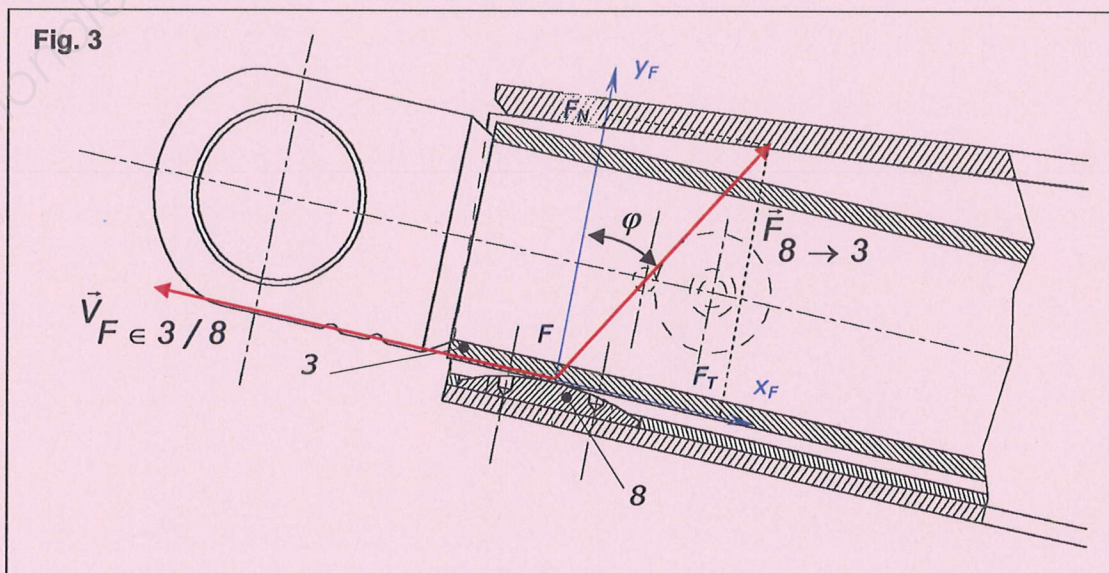 Fig. 3
y_F
F_N
φ
F⃗ 8 → 3
V⃗ F ∈ 3 / 8
F
3
F_T
x_F
8